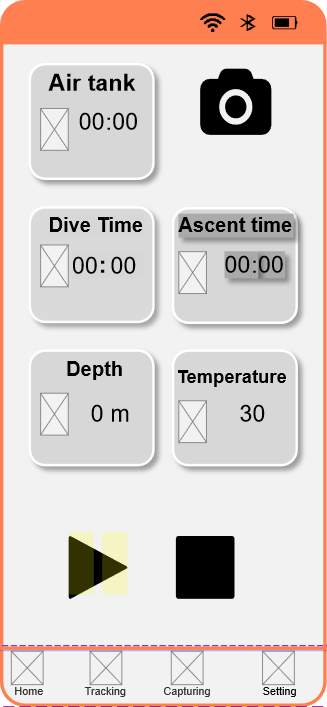 Air tank
00:00
Dive Time
00:00
Ascent time
00:00
Depth
0 m
Temperature
30
Home
Tracking
Capturing
Setting